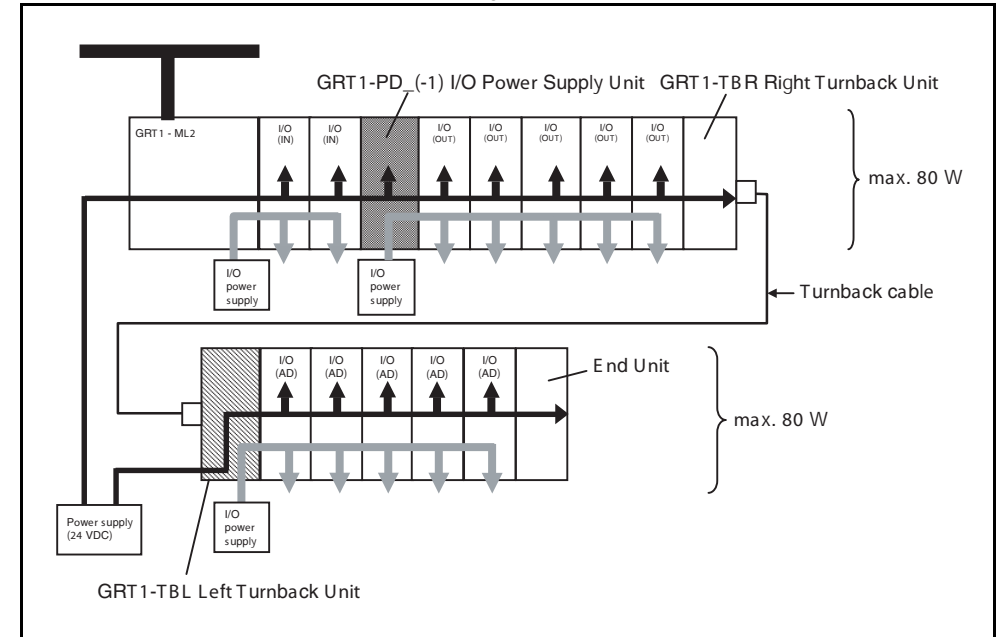 GRT1-PD_(-1) I/O Power Supply Unit
GRT1-TBR Right Turnback Unit
GRT1 - ML2
I/O
(IN)
I/O
(IN)
I/O
(OUT)
I/O
(OUT)
I/O
(OUT)
I/O
(OUT)
I/O
(OUT)
max. 80 W
I/O
power
supply
I/O
power
supply
Turnback cable
I/O
(AD)
I/O
(AD)
I/O
(AD)
I/O
(AD)
I/O
(AD)
End Unit
max. 80 W
Power supply
(24 VDC)
I/O
power
supply
GRT1-TBL Left Turnback Unit